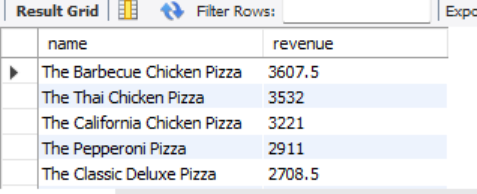 Result Grid Filter Rows: Expo
name revenue
The Barbecue Chicken Pizza 3607.5
The Thai Chicken Pizza 3532
The California Chicken Pizza 3221
The Pepperoni Pizza 2911
The Classic Deluxe Pizza 2708.5